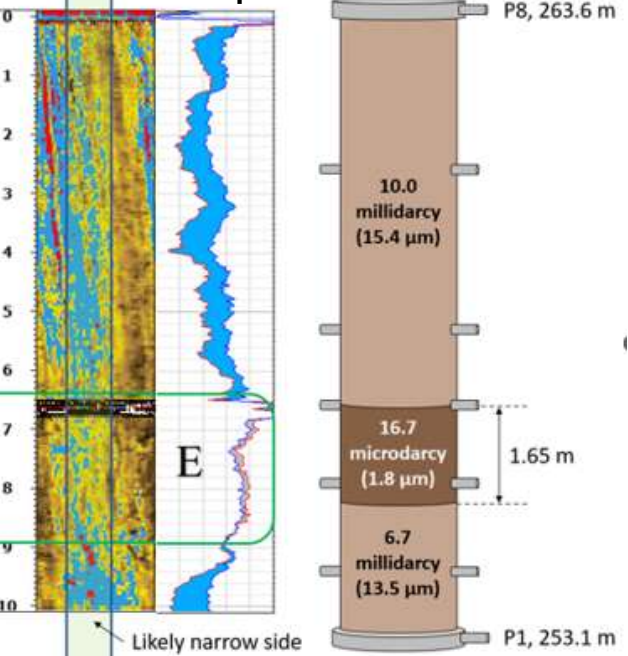 0
1
2
3
4
5
6
7
8
9
10
E
Likely narrow side
P8, 263.6 m
10.0
millidarcy
(15.4 µm)
16.7
microdarcy
(1.8 µm)
1.65 m
6.7
millidarcy
(13.5 µm)
P1, 253.1 m